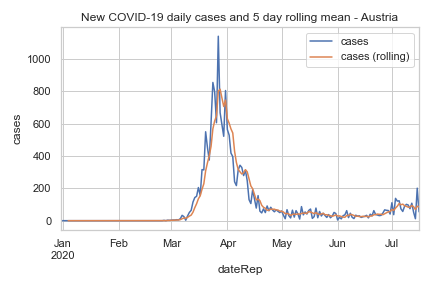 New COVID-19 daily cases and 5 day rolling mean - Austria
cases
cases (rolling)
1000
800
600
400
200
0
cases
Jan
2020
Feb
Mar
Apr
May
Jun
Jul
dateRep